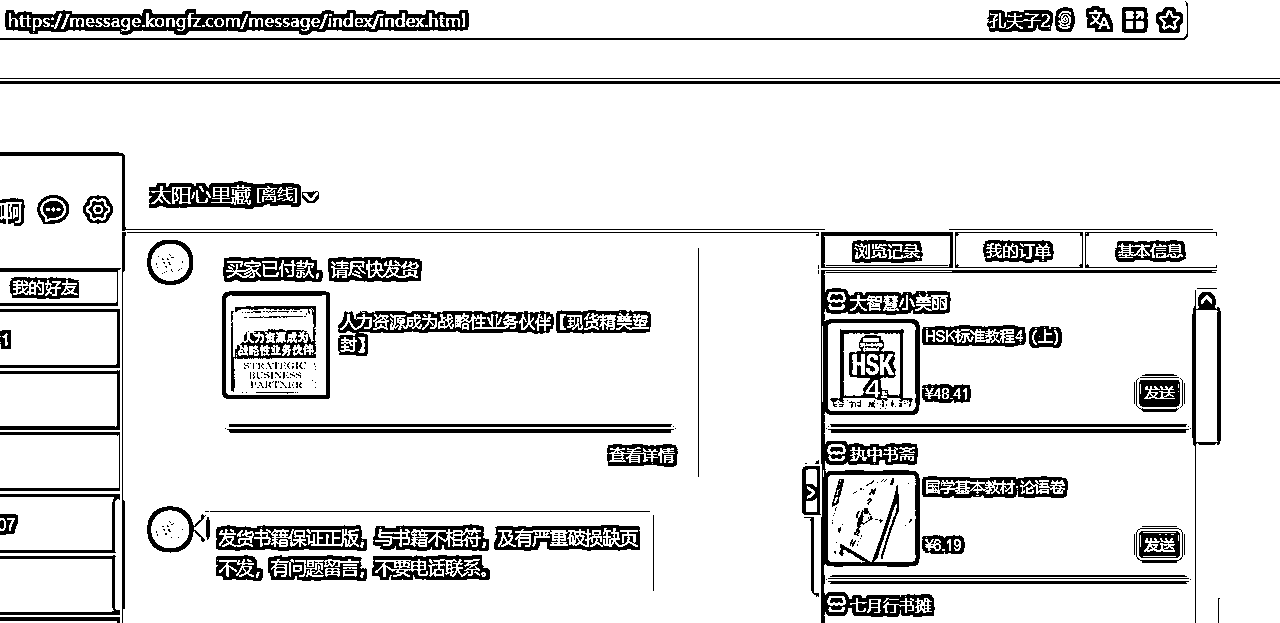 https://message.kongfz.com/message/index/index.html
孔夫子2
啊
太阳心里藏 [离线]
我的好友
1
07
买家已付款，请尽快发货
人力资源成为
战略性业务伙伴
STRATEGIC
BUSINESS
PARTNER
人力资源成为战略性业务伙伴【现货精美塑
封】
查看详情
发货书籍保证正版，与书籍不相符，及有严重破损缺页
不发，有问题留言，不要电话联系。
浏览记录
我的订单
基本信息
大智慧小美丽
HSK
4
HSK标准教程4（上）
¥48.41
发送
执中书斋
国学基本教材 论语卷
¥6.19
发送
七月行书摊